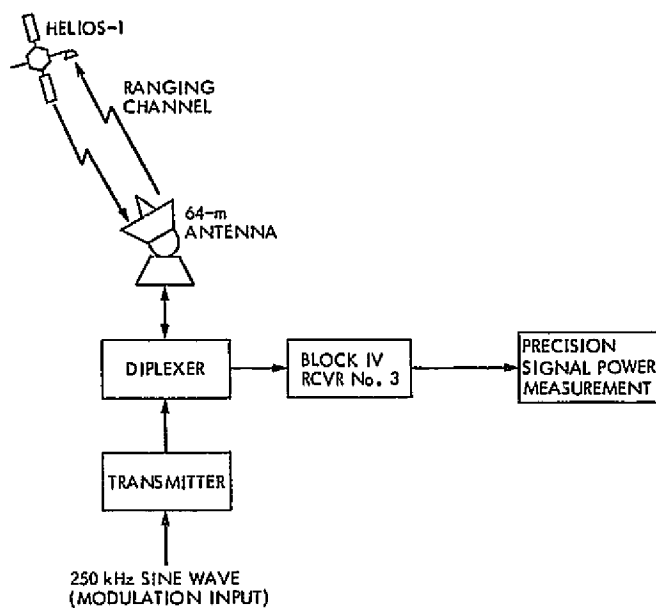 HELIOS-1
RANGING
CHANNEL
64-m
ANTENNA
DIPLEXER
BLOCK IV
RCVR No. 3
PRECISION
SIGNAL POWER
MEASUREMENT
TRANSMITTER
250 kHz SINE WAVE
(MODULATION INPUT)